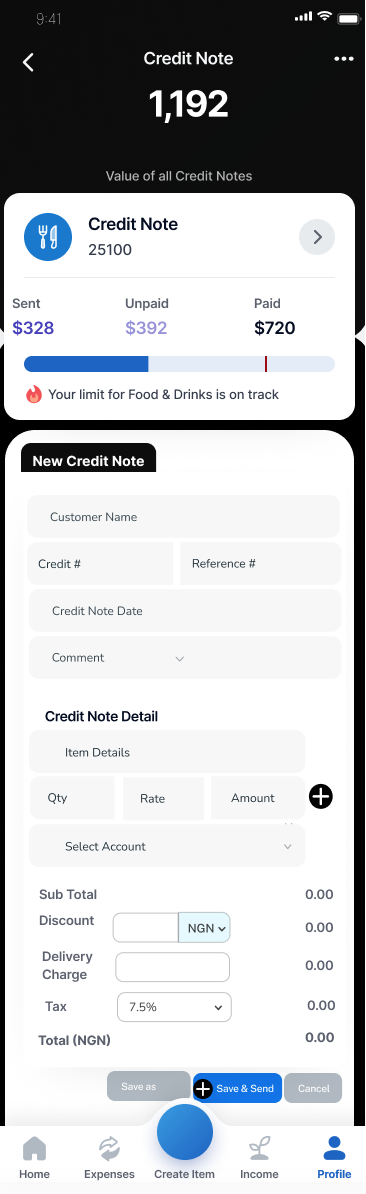 9:41
Credit Note
1,192
Value of all Credit Notes
Credit Note
25100
Sent Unpaid Paid
$328 $392 $720
Your limit for Food & Drinks is on track
New Credit Note
Customer Name
Credit # Reference #
Credit Note Date
Comment
Credit Note Detail
Item Details
Qty Rate Amount
Select Account
Sub Total 0.00
Discount NGN 0.00
Delivery
Charge 0.00
Tax 7.5% 0.00
Total (NGN) 0.00
Save as Save & Send Cancel
Home Expenses Create Item Income Profile